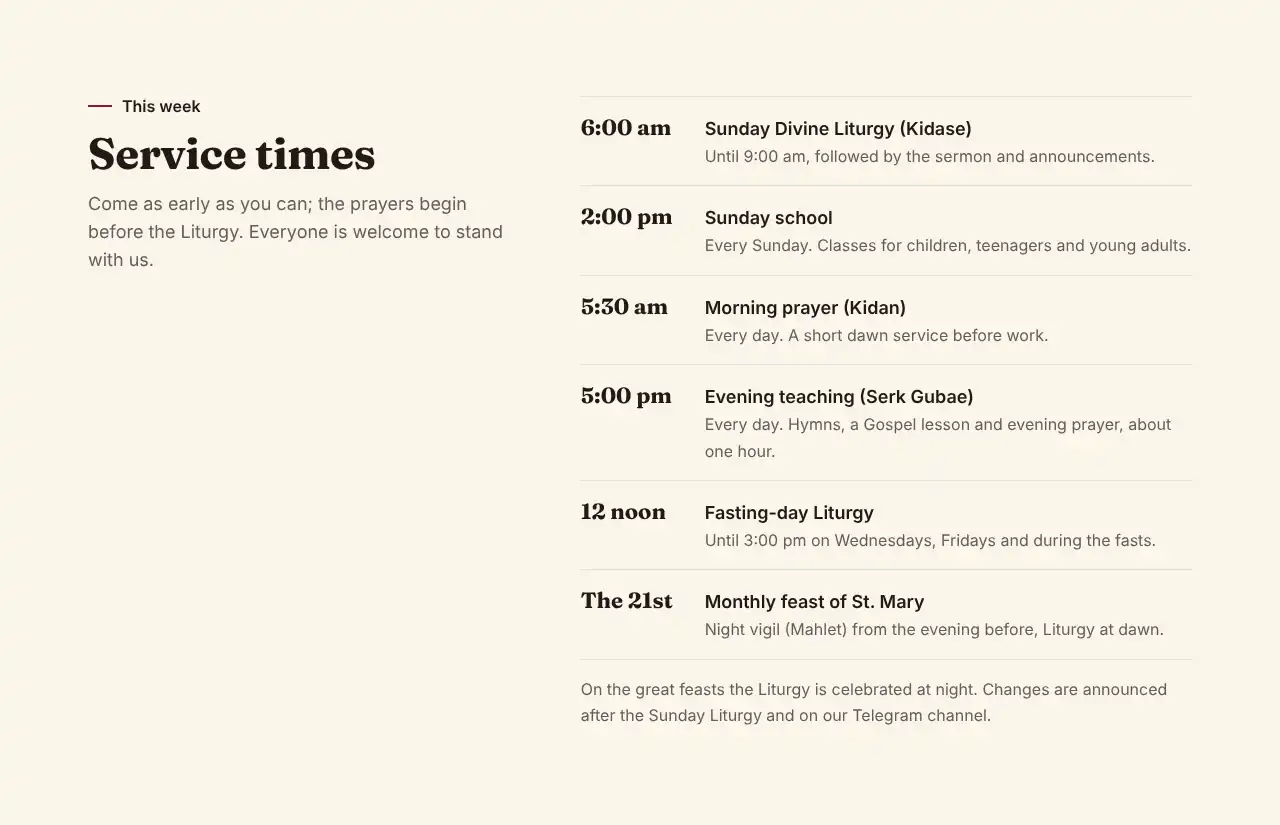 This week
Service times
Come as early as you can; the prayers begin
before the Liturgy. Everyone is welcome to stand
with us.
6:00 am
Sunday Divine Liturgy (Kidase)
Until 9:00 am, followed by the sermon and announcements.
2:00 pm
Sunday school
Every Sunday. Classes for children, teenagers and young adults.
5:30 am
Morning prayer (Kidan)
Every day. A short dawn service before work.
5:00 pm
Evening teaching (Serk Gubae)
Every day. Hymns, a Gospel lesson and evening prayer, about
one hour.
12 noon
Fasting-day Liturgy
Until 3:00 pm on Wednesdays, Fridays and during the fasts.
The 21st
Monthly feast of St. Mary
Night vigil (Mahlet) from the evening before, Liturgy at dawn.
On the great feasts the Liturgy is celebrated at night. Changes are announced
after the Sunday Liturgy and on our Telegram channel.